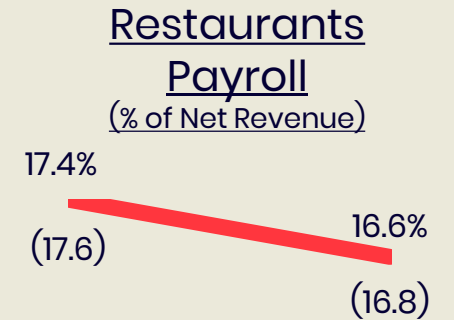 Restaurants
Payroll
(% of Net Revenue)
17.4%
16.6%
(17.6)
(16.8)